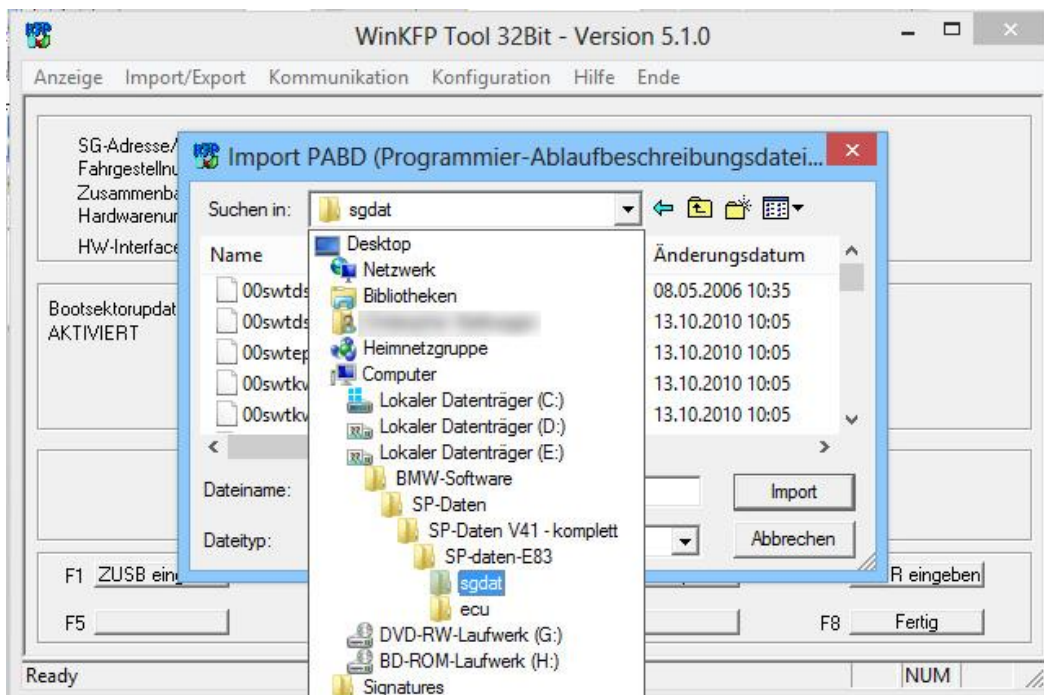 WinKFP Tool 32Bit - Version 5.1.0
Anzeige Import/Export Kommunikation Konfiguration Hilfe Ende
SG-Adresse/
Fahrgestellnu
Zusammenba
Hardwarenur
HW-Interface
Bootsektorupdat
AKTIVIERT
Import PABD (Programmier-Ablaufbeschreibungsdatei...
Suchen in: sgdat
Name Änderungsdatum
00swtds 08.05.2006 10:35
00swtds 13.10.2010 10:05
00swtep 13.10.2010 10:05
00swtkw 13.10.2010 10:05
00swtkw 13.10.2010 10:05
Desktop
Netzwerk
Bibliotheken
Heimnetzgruppe
Computer
Lokaler Datenträger (C:)
Lokaler Datenträger (D:)
Lokaler Datenträger (E:)
BMW-Software
SP-Daten
SP-Daten V41 - komplett
SP-daten-E83
sgdat
ecu
DVD-RW-Laufwerk (G:)
BD-ROM-Laufwerk (H:)
Signatures
Dateiname: Import
Dateityp: Abbrechen
F1 ZUSB eing R eingeben
F5 F8 Fertig
Ready NUM